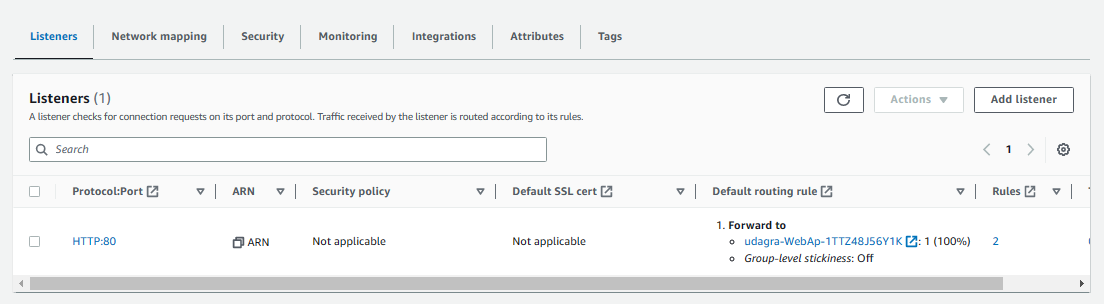 Listeners
Network mapping
Security
Monitoring
Integrations
Attributes
Tags
Listeners (1)
Actions
Add listener
A listener checks for connection requests on its port and protocol. Traffic received by the listener is routed according to its rules.
Search
1
Protocol:Port
ARN
Security policy
Default SSL cert
Default routing rule
Rules
HTTP:80
ARN
Not applicable
Not applicable
1. Forward to
udagra-WebAp-1TTZ48J56Y1K : 1 (100%)
Group-level stickiness: Off
2